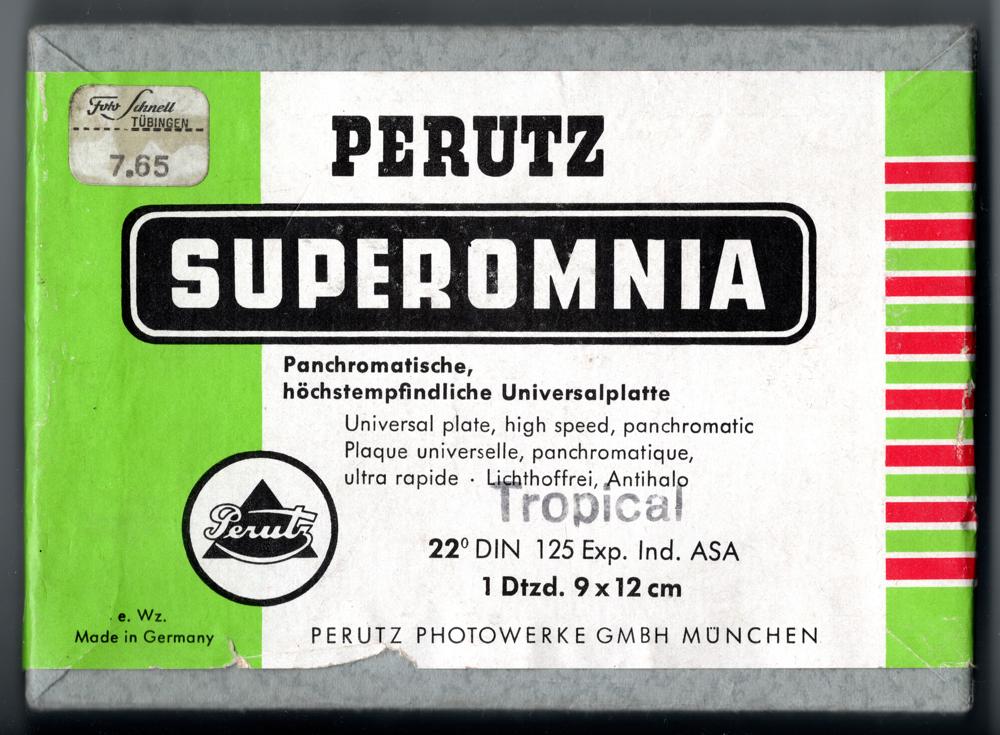 Foto Schnell
TÜBINGEN
7.65
PERUTZ
SUPEROMNIA
Panchromatische,
höchstempfindliche Universalplatte
Universal plate, high speed, panchromatic
Plaque universelle, panchromatique,
ultra rapide · Lichthoffrei, Antihalo
Tropical
22⁰ DIN 125 Exp. Ind. ASA
1 Dtzd. 9 x 12 cm
Perutz
e. Wz.
Made in Germany
PERUTZ PHOTOWERKE GMBH MÜNCHEN